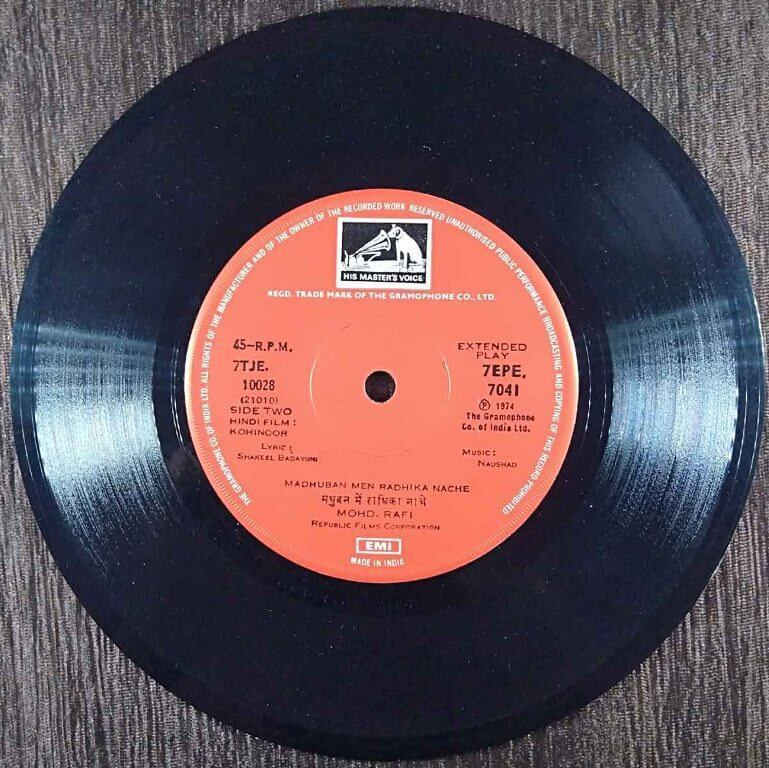 THE GRAMOPHONE CO. OF INDIA LTD. ALL RIGHTS OF THE MANUFACTURER AND OF THE OWNER OF THE RECORDED WORK RESERVED UNAUTHORISED PUBLIC PERFORMANCE BROADCASTING AND COPYING OF THIS RECORD PROHIBITED
HIS MASTER'S VOICE
REGD. TRADE MARK OF THE GRAMOPHONE CO., LTD.
45-R.P.M.
7TJE.
10028
(21010)
SIDE TWO
HINDI FILM:
KOHINOOR
LYRIC:
SHAKEEL BADAYUNI
EXTENDED
PLAY
7EPE.
7041
Ⓟ 1974
The Gramophone
Co. of India Ltd.
MUSIC:
NAUSHAD
MADHUBAN MEN RADHIKA NACHE
मधुबन में राधिका नाचे
MOHD. RAFI
REPUBLIC FILMS CORPORATION
EMI
MADE IN INDIA